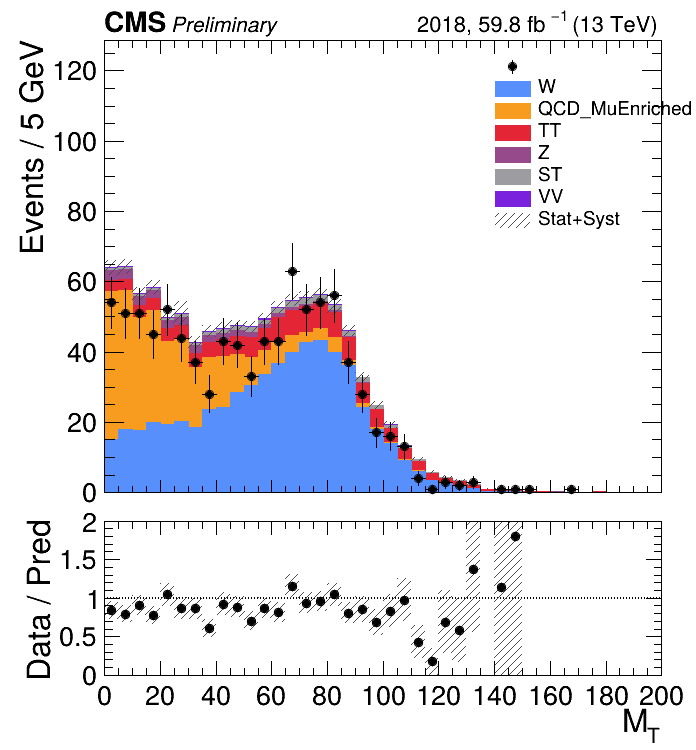 CMS Preliminary 2018, 59.8 fb⁻¹ (13 TeV)
Events / 5 GeV
120
100
80
60
40
20
0
W
QCD_MuEnriched
TT
Z
ST
VV
Stat+Syst
Data / Pred
2
1.5
1
0.5
0
0 20 40 60 80 100 120 140 160 180 200
M_T